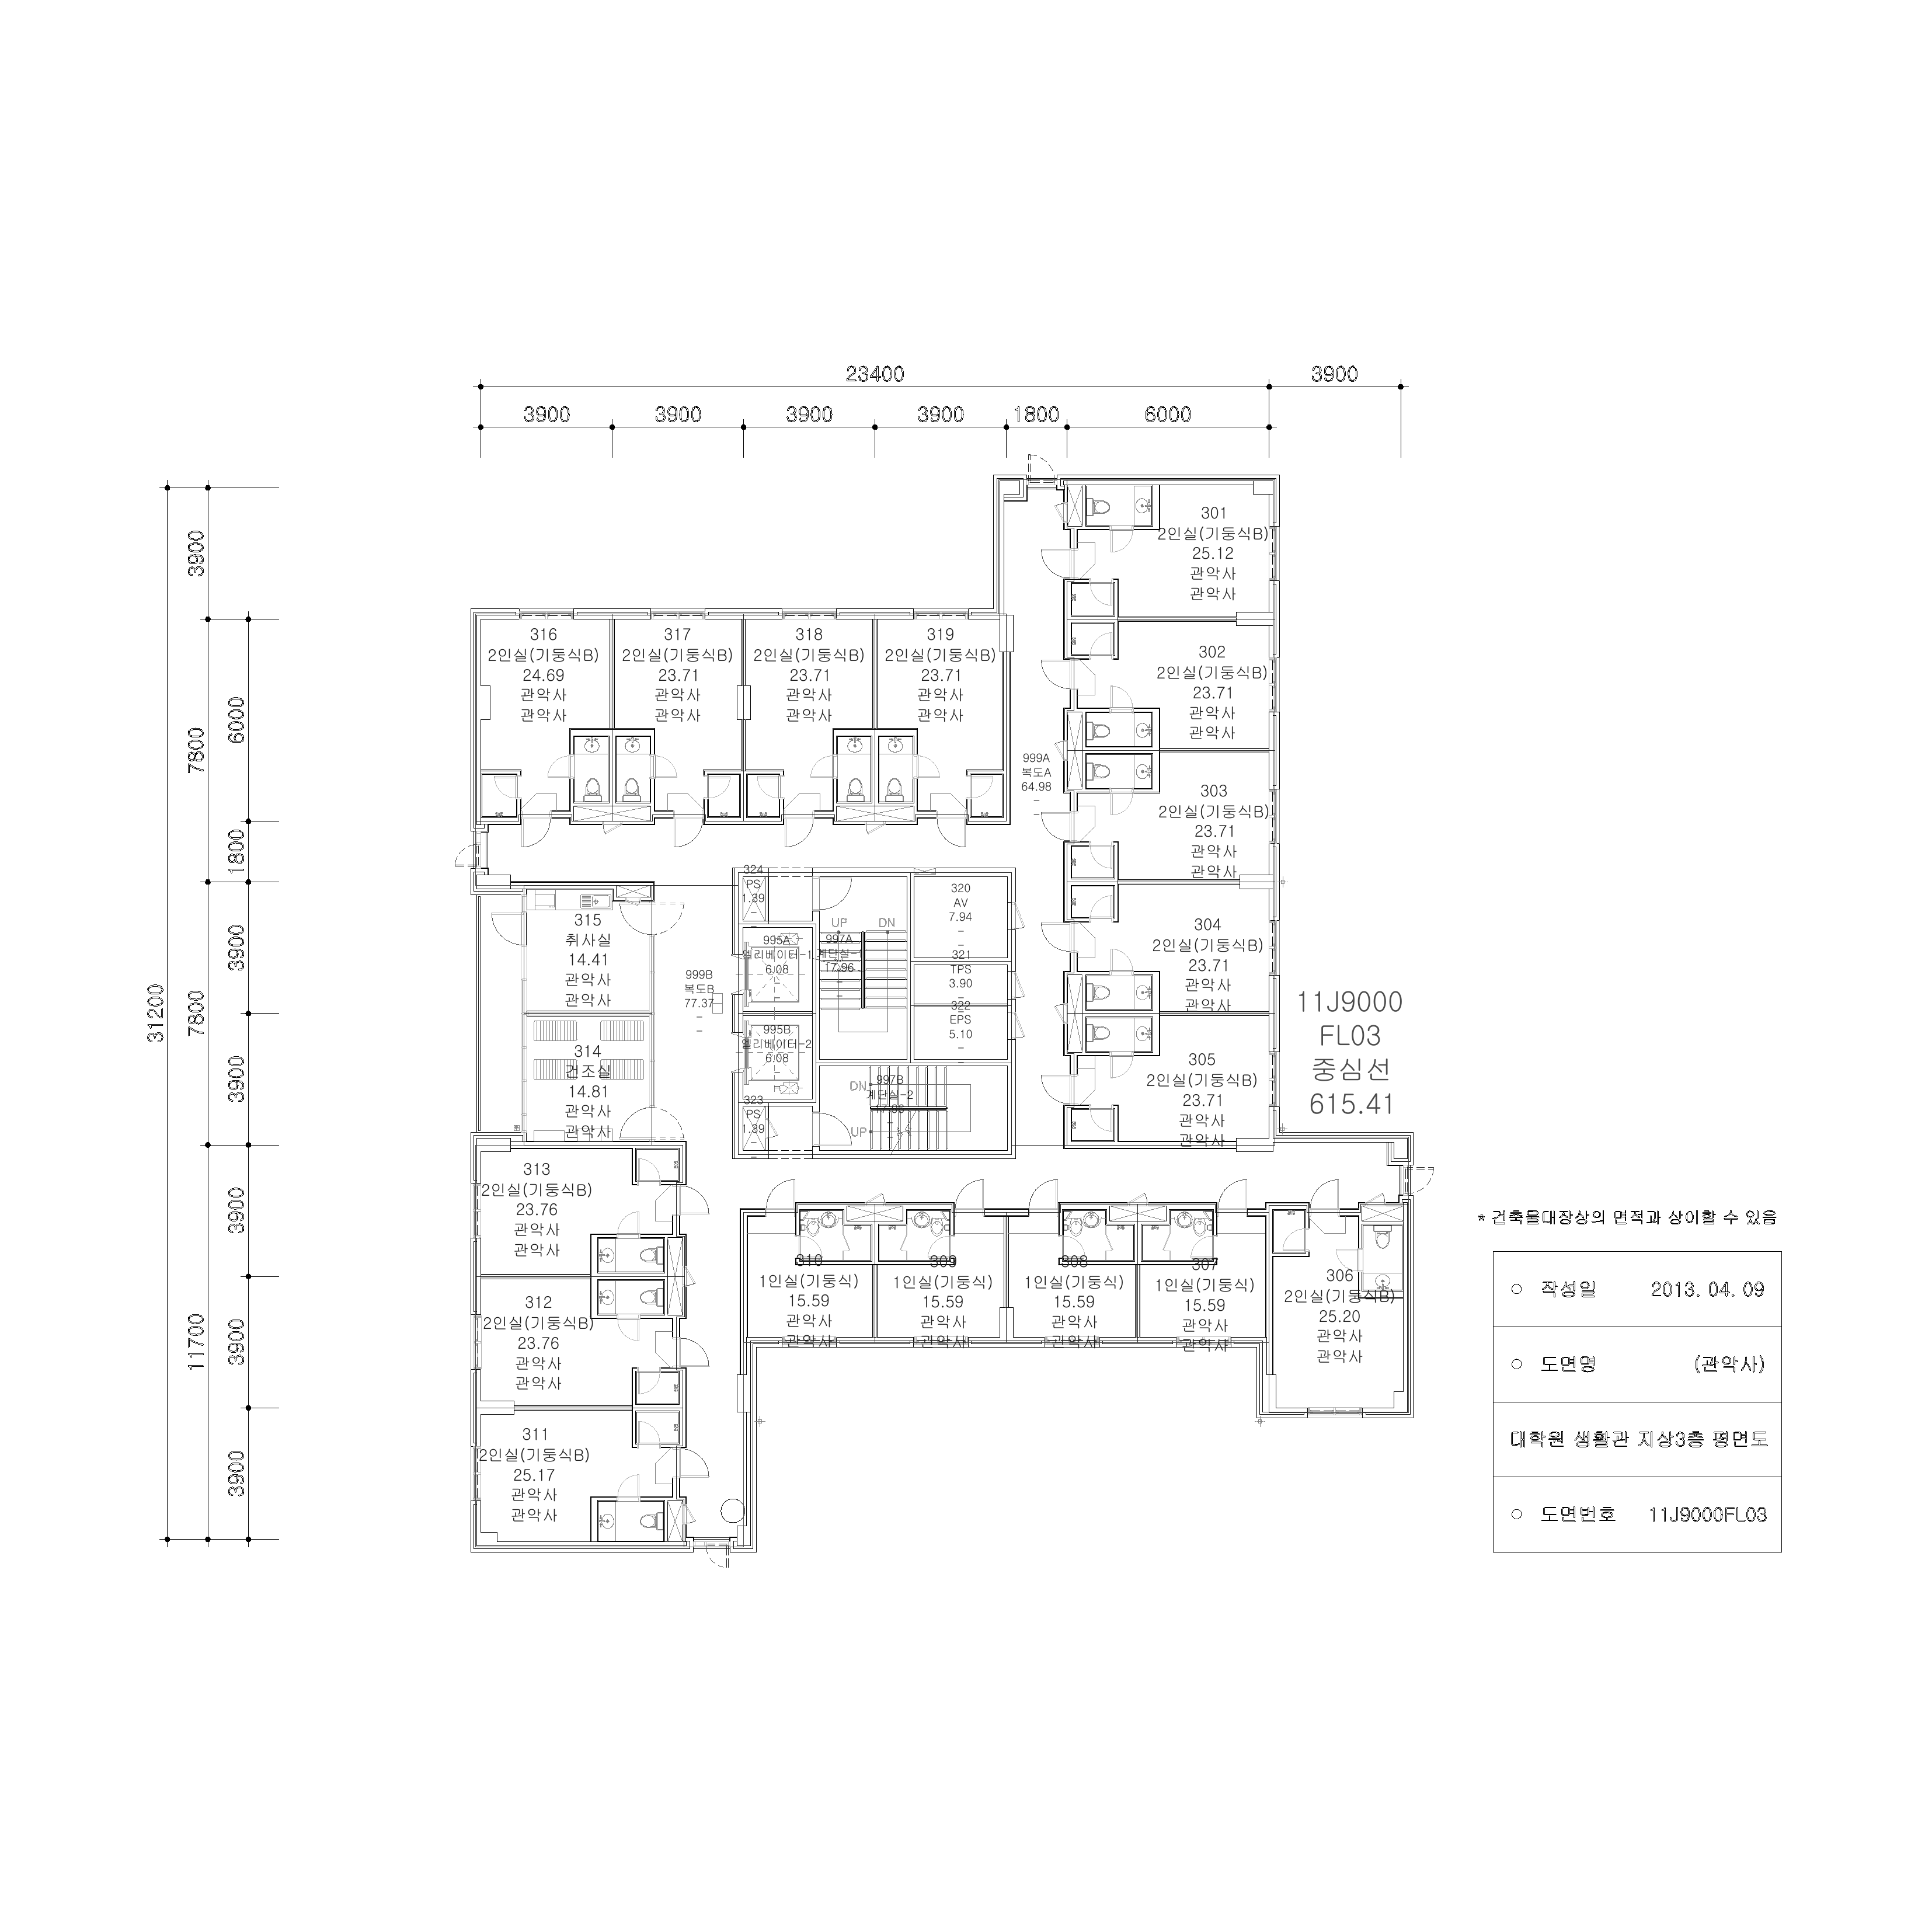 23400
3900
3900
3900
3900
3900
1800
6000
31200
3900
7800
7800
11700
6000
1800
3900
3900
3900
3900
3900
301
2인실(기둥식B)
25.12
관악사
관악사
302
2인실(기둥식B)
23.71
관악사
관악사
303
2인실(기둥식B)
23.71
관악사
관악사
304
2인실(기둥식B)
23.71
관악사
관악사
305
2인실(기둥식B)
23.71
관악사
관악사
316
2인실(기둥식B)
24.69
관악사
관악사
317
2인실(기둥식B)
23.71
관악사
관악사
318
2인실(기둥식B)
23.71
관악사
관악사
319
2인실(기둥식B)
23.71
관악사
관악사
999A
복도A
64.98
-
315
취사실
14.41
관악사
관악사
314
건조실
14.81
관악사
관악사
999B
복도B
77.37
-
-
324
PS
1.39
-
995A
엘리베이터-1
6.08
995B
엘리베이터-2
6.08
323
PS
1.39
-
UP
DN
997A
계단실-1
17.96
-
320
AV
7.94
-
-
321
TPS
3.90
-
322
EPS
5.10
-
DN
UP
997B
계단실-2
17.98
11J9000
FL03
중심선
615.41
313
2인실(기둥식B)
23.76
관악사
관악사
312
2인실(기둥식B)
23.76
관악사
관악사
311
2인실(기둥식B)
25.17
관악사
관악사
310
1인실(기둥식)
15.59
관악사
관악사
309
1인실(기둥식)
15.59
관악사
관악사
308
1인실(기둥식)
15.59
관악사
관악사
307
1인실(기둥식)
15.59
관악사
관악사
306
2인실(기둥식B)
25.20
관악사
관악사
* 건축물대장상의 면적과 상이할 수 있음
○ 작성일 2013. 04. 09
○ 도면명 (관악사)
대학원 생활관 지상3층 평면도
○ 도면번호 11J9000FL03